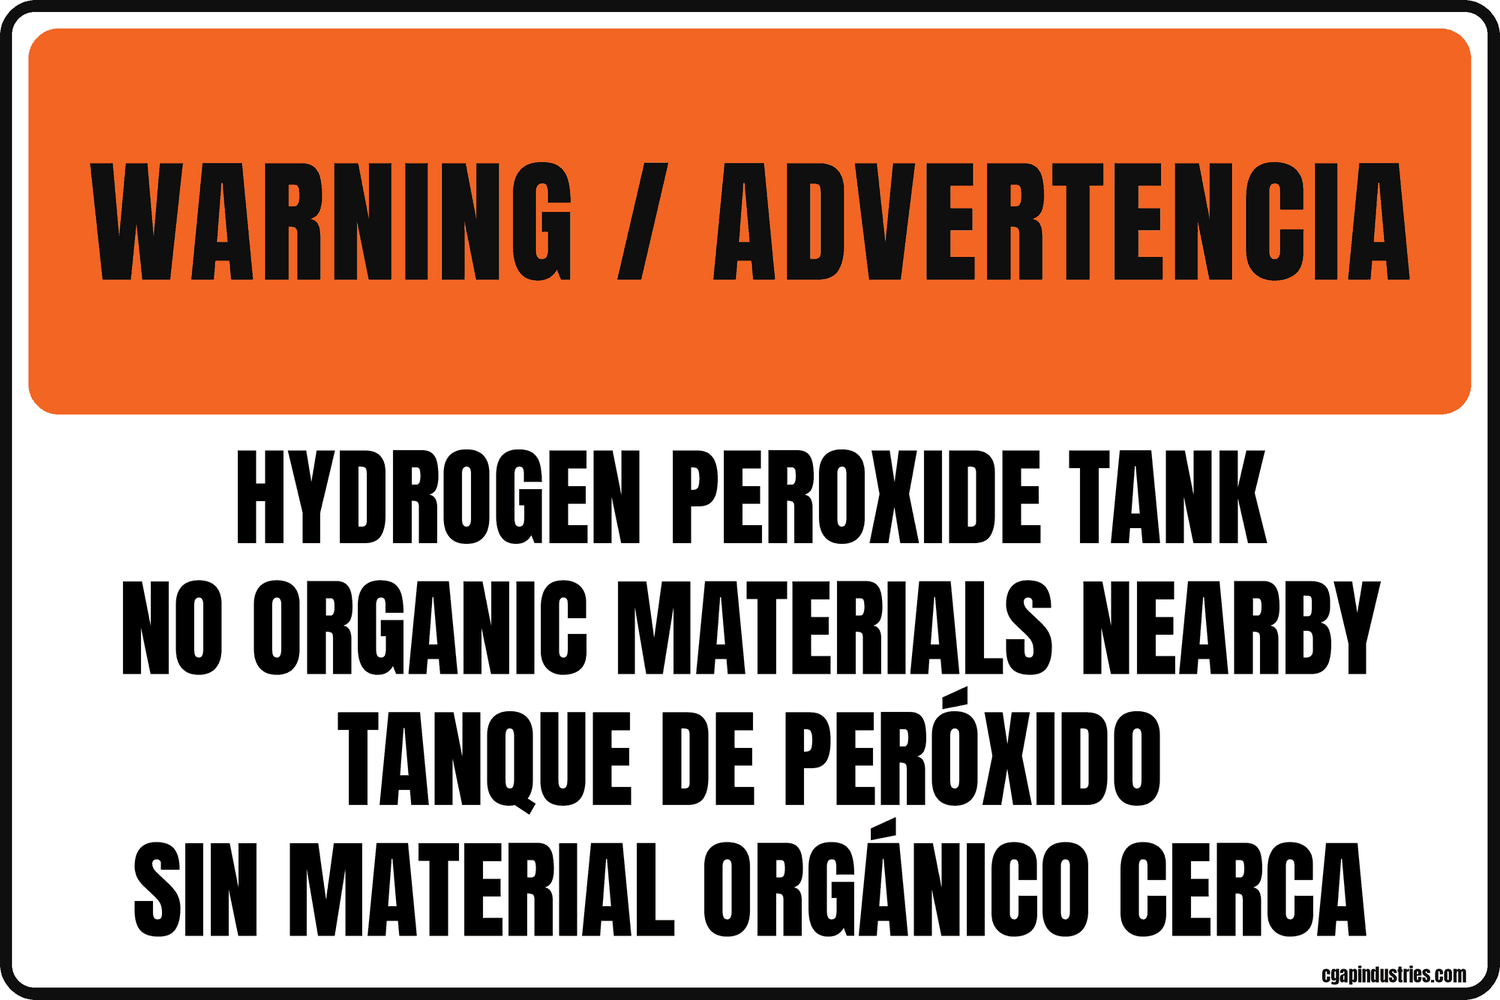 WARNING / ADVERTENCIA
HYDROGEN PEROXIDE TANK
NO ORGANIC MATERIALS NEARBY
TANQUE DE PERÓXIDO
SIN MATERIAL ORGÁNICO CERCA
cgapindustries.com